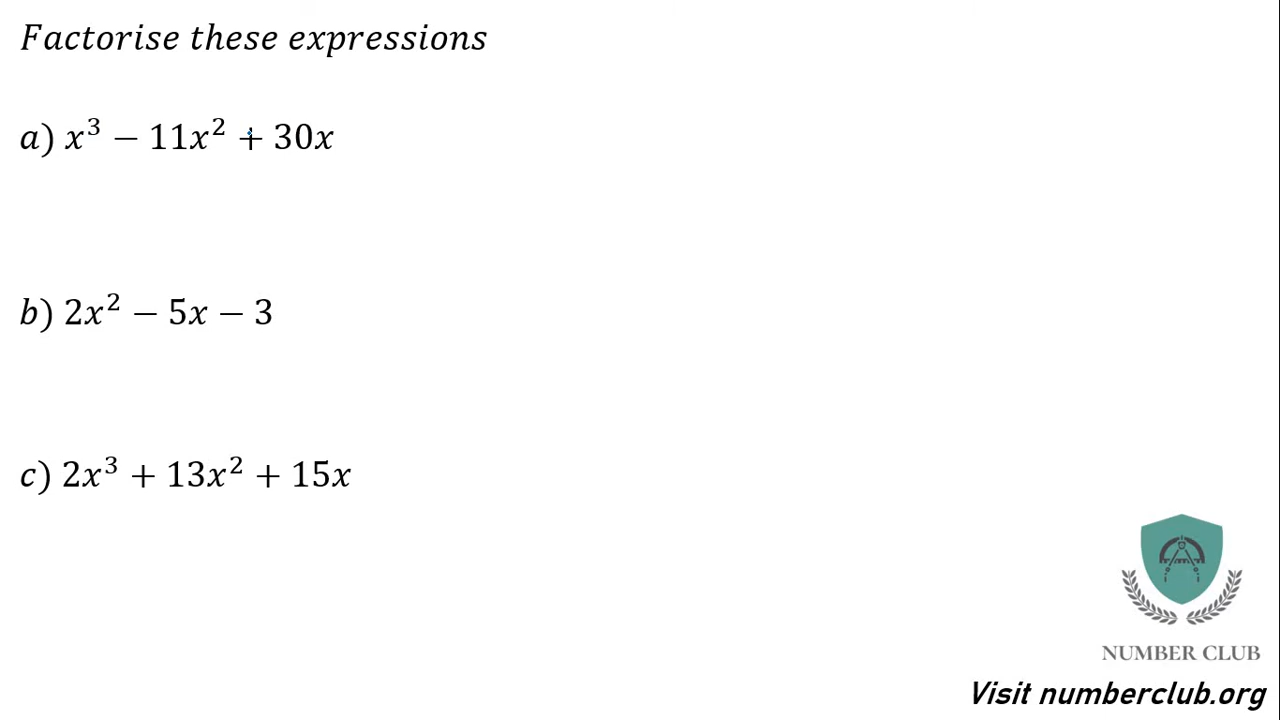 Factorise these expressions
a) x³ − 11x² + 30x
b) 2x² − 5x − 3
c) 2x³ + 13x² + 15x
NUMBER CLUB
Visit numberclub.org